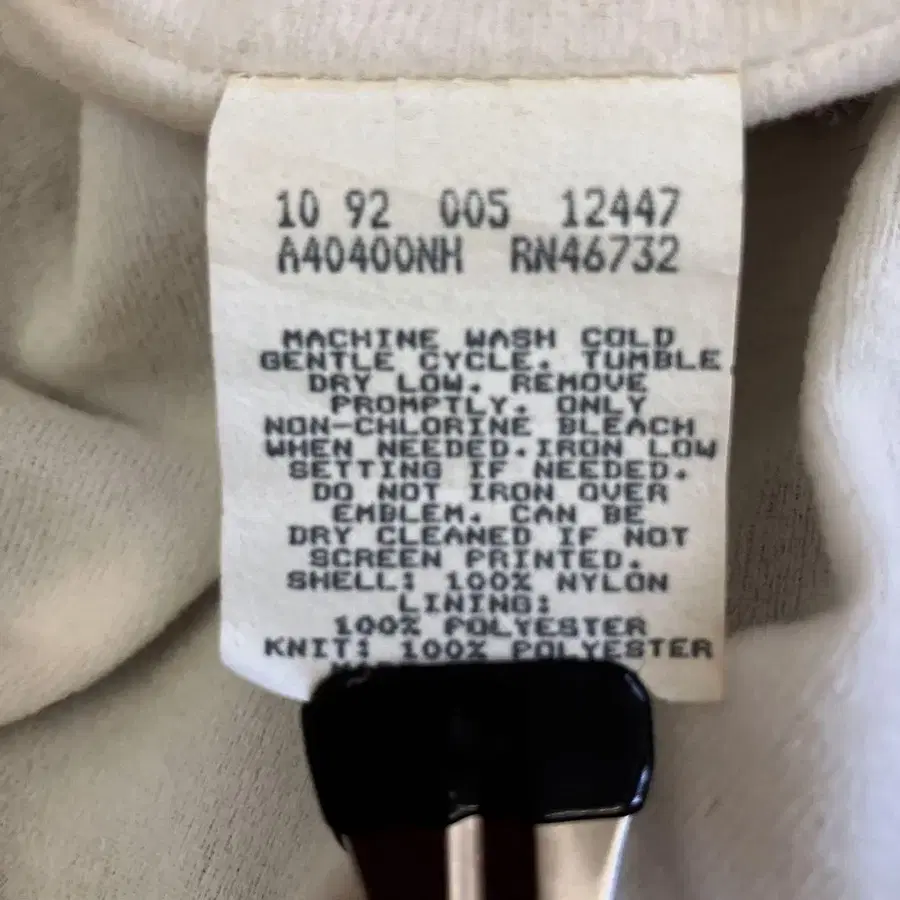 10 92 005 12447
A40400NH RN46732
MACHINE WASH COLD
GENTLE CYCLE. TUMBLE
DRY LOW. REMOVE
PROMPTLY. ONLY
NON-CHLORINE BLEACH
WHEN NEEDED.IRON LOW
SETTING IF NEEDED.
DO NOT IRON OVER
EMBLEM. CAN BE
DRY CLEANED IF NOT
SCREEN PRINTED.
SHELL: 100% NYLON
LINING:
100% POLYESTER
KNIT: 100% POLYESTER